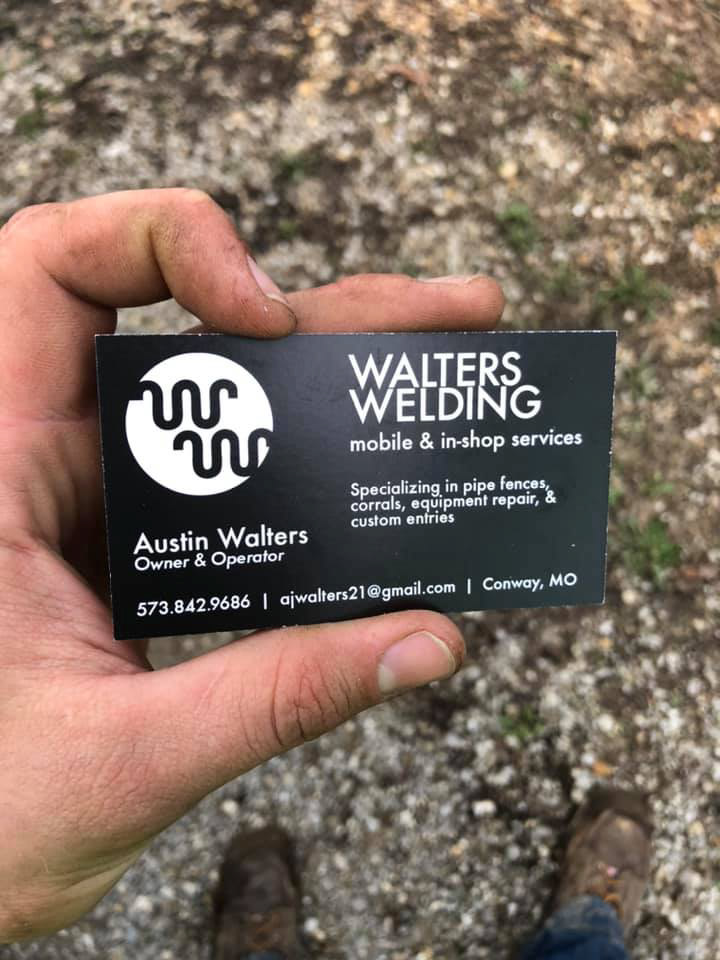 WW
WALTERS
WELDING
mobile & in-shop services
Specializing in pipe fences,
corrals, equipment repair, &
custom entries
Austin Walters
Owner & Operator
573.842.9686 | ajwalters21@gmail.com | Conway, MO